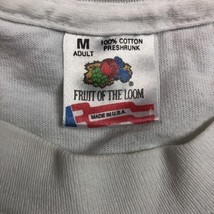 M
ADULT
100% COTTON
PRESHRUNK
FRUIT OF THE LOOM
MADE IN U.S.A.